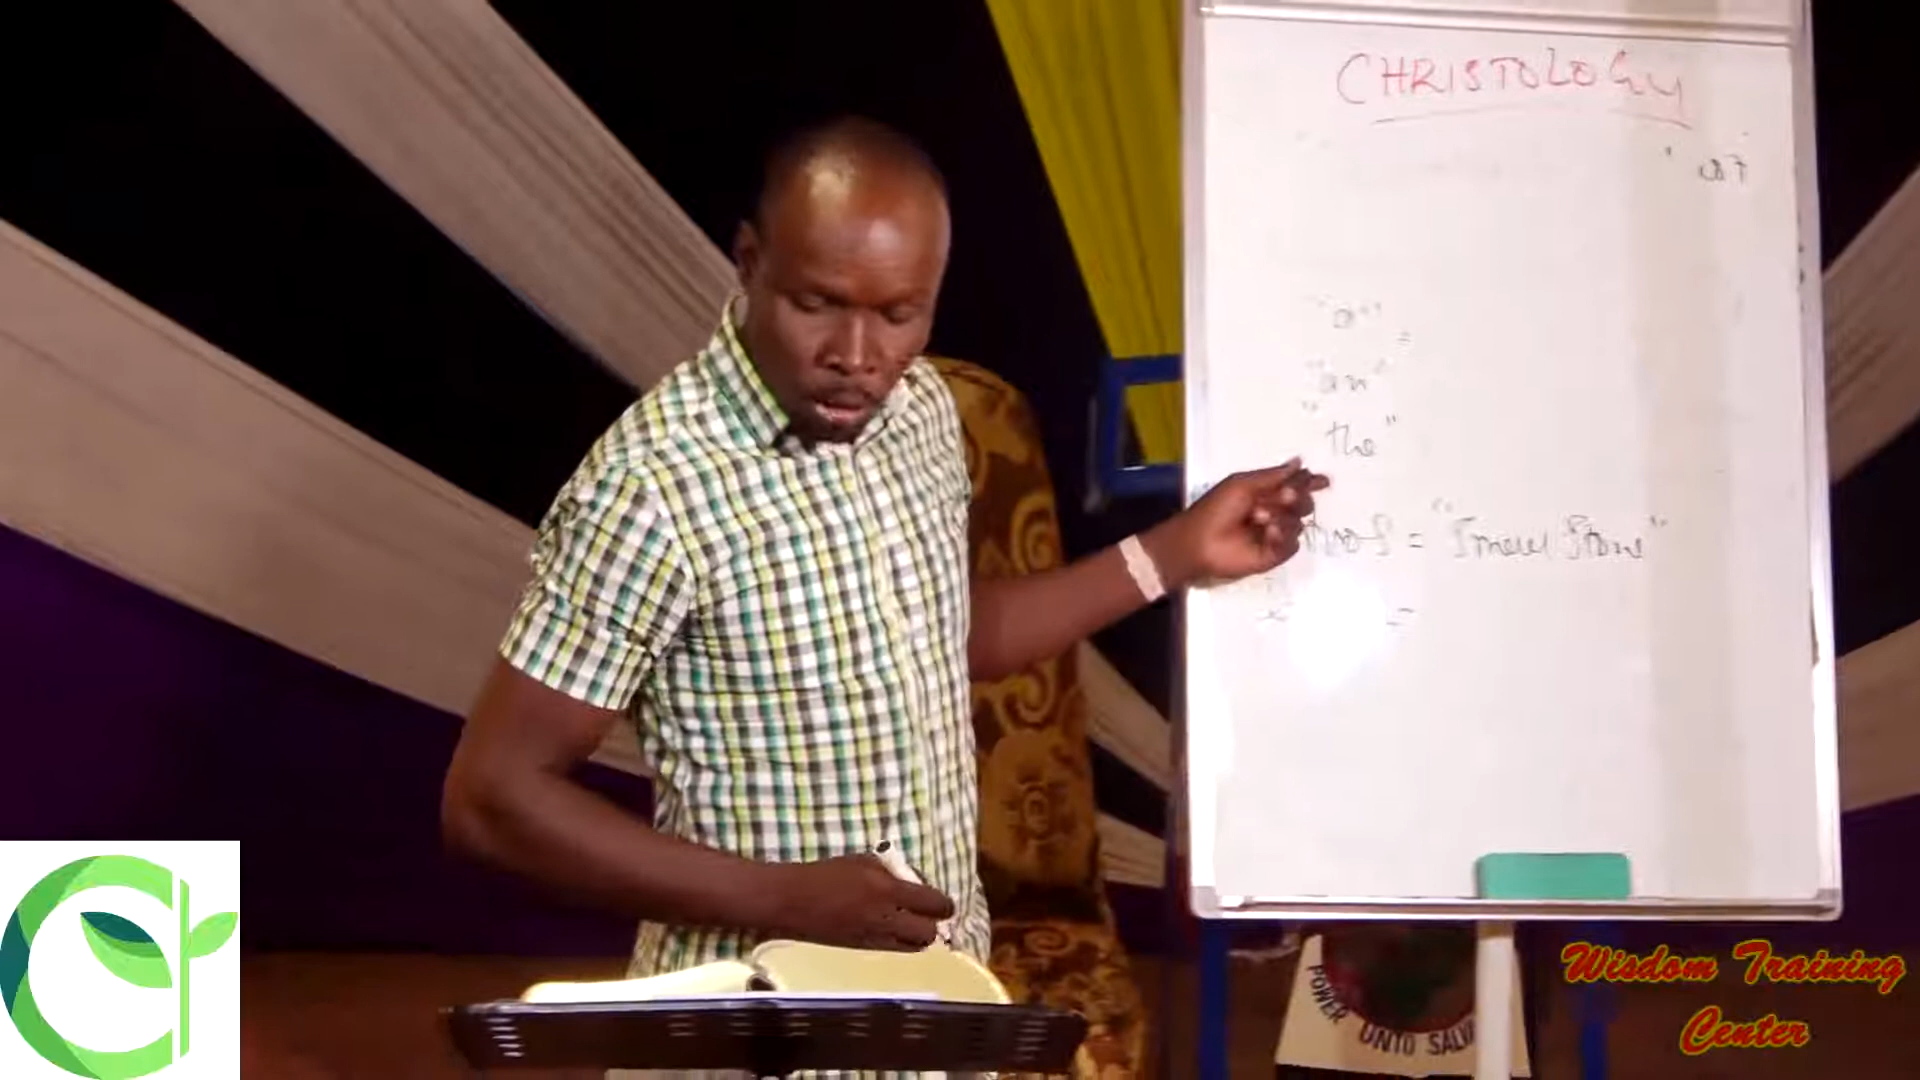 CHRISTOLOGY
"a" =
"an"
"the"
= "Small Stone"
=
Wisdom Training
Center
POWER UNTO SALV